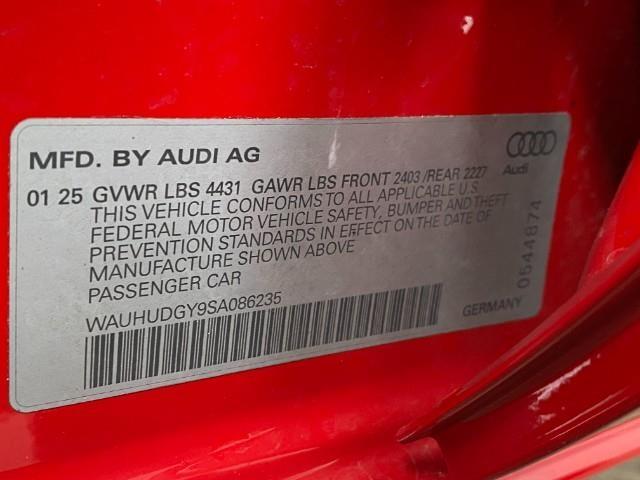 MFD. BY AUDI AG
01 25 GVWR LBS 4431 GAWR LBS FRONT 2403 /REAR 2227
THIS VEHICLE CONFORMS TO ALL APPLICABLE U.S.
FEDERAL MOTOR VEHICLE SAFETY, BUMPER AND THEFT
PREVENTION STANDARDS IN EFFECT ON THE DATE OF
MANUFACTURE SHOWN ABOVE
PASSENGER CAR
WAUHUDGY9SA086235
Audi
0544874
GERMANY